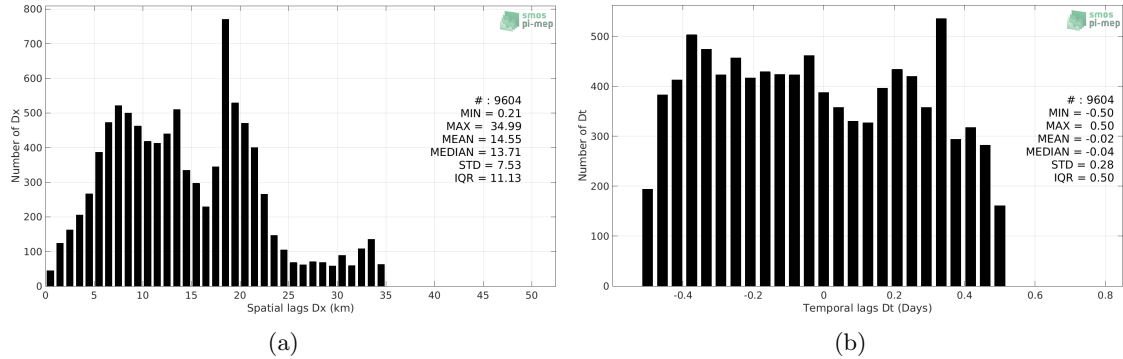 smos
pi-mep
800
700
600
500
400
300
200
100
0
Number of Dx
# : 9604
MIN = 0.21
MAX = 34.99
MEAN = 14.55
MEDIAN = 13.71
STD = 7.53
IQR = 11.13
0 5 10 15 20 25 30 35 40 45 50
Spatial lags Dx (km)
(a)
smos
pi-mep
500
400
300
200
100
0
Number of Dt
# : 9604
MIN = -0.50
MAX = 0.50
MEAN = -0.02
MEDIAN = -0.04
STD = 0.28
IQR = 0.50
-0.4 -0.2 0 0.2 0.4 0.6 0.8
Temporal lags Dt (Days)
(b)